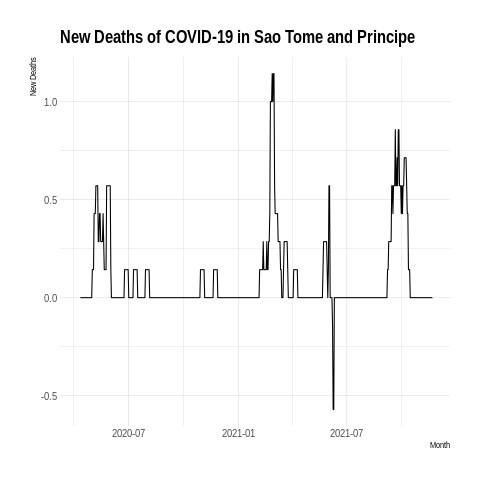 New Deaths of COVID-19 in Sao Tome and Principe
New Deaths
1.0
0.5
0.0
-0.5
2020-07 2021-01 2021-07
Month